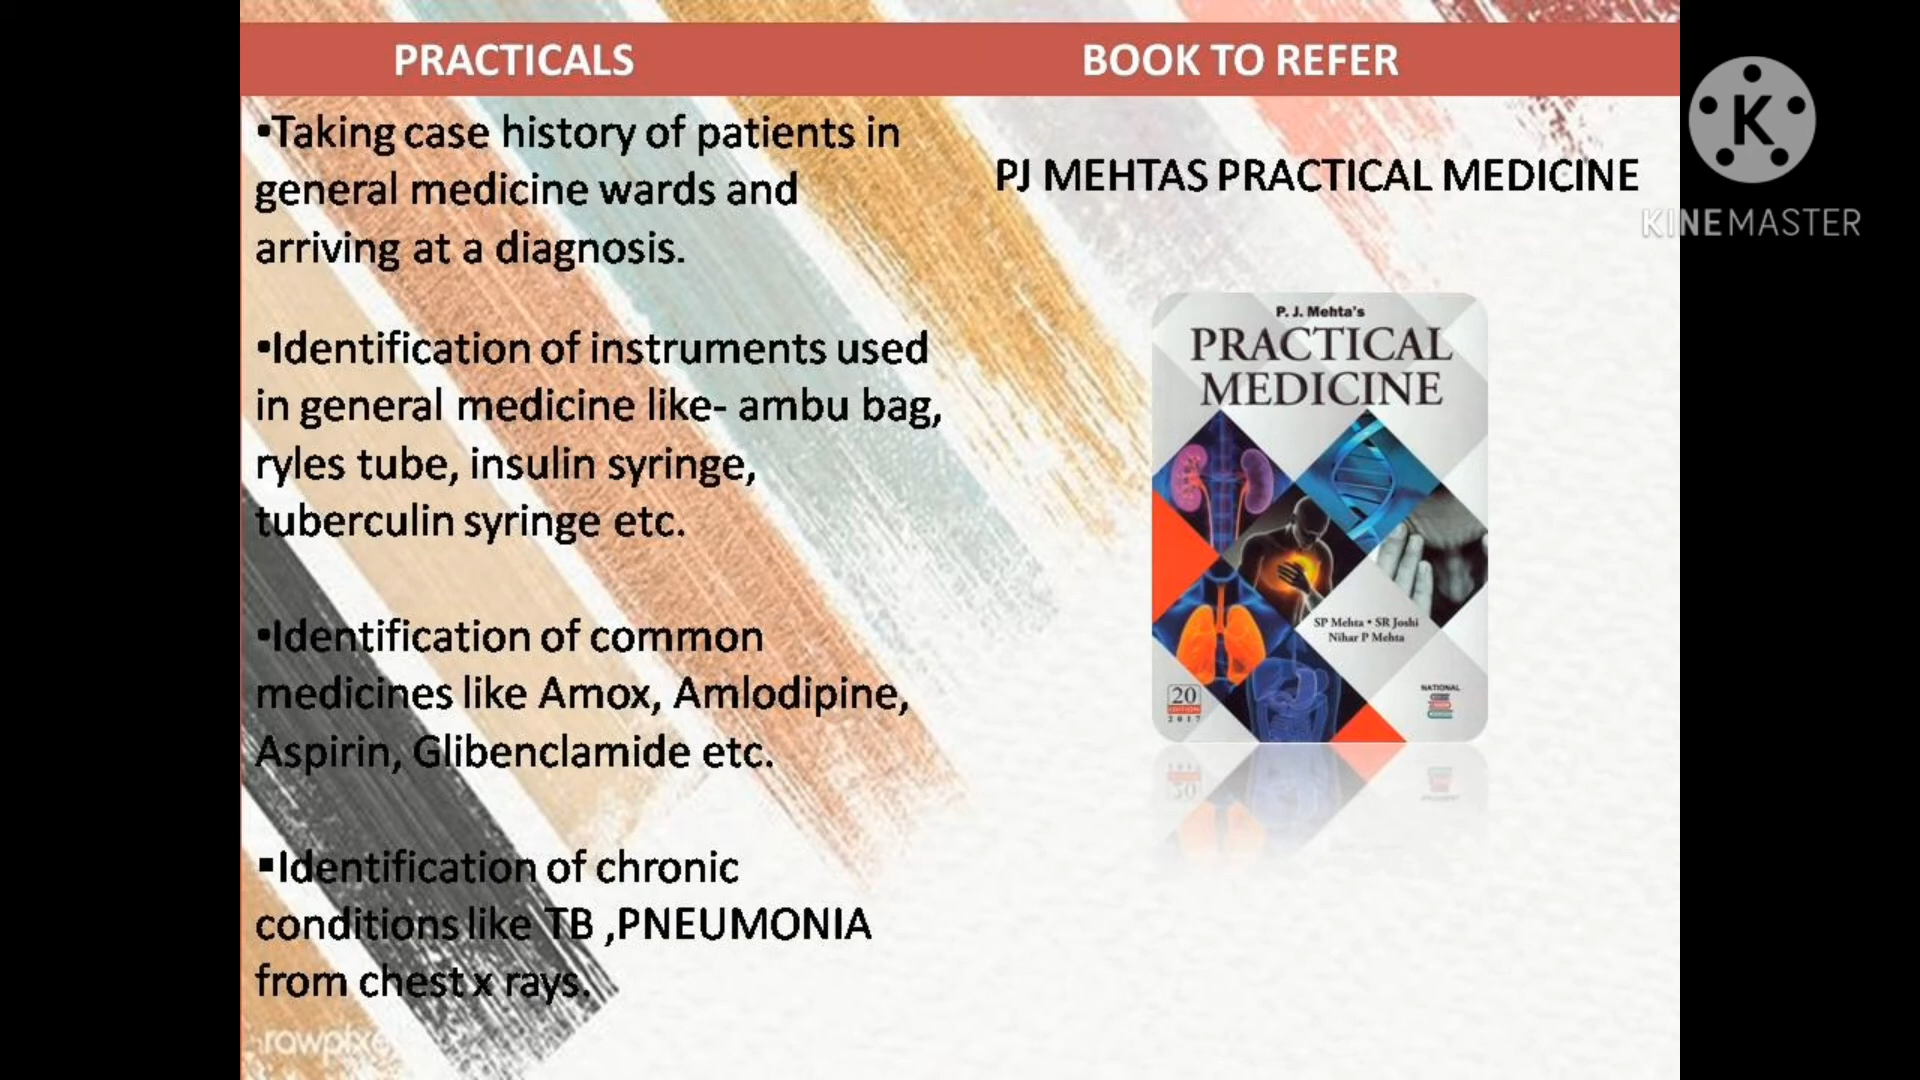 PRACTICALS
BOOK TO REFER
•Taking case history of patients in
general medicine wards and
arriving at a diagnosis.
•Identification of instruments used
in general medicine like- ambu bag,
ryles tube, insulin syringe,
tuberculin syringe etc.
•Identification of common
medicines like Amox, Amlodipine,
Aspirin, Glibenclamide etc.
▪Identification of chronic
conditions like TB ,PNEUMONIA
from chest x rays.
PJ MEHTAS PRACTICAL MEDICINE
P. J. Mehta's
PRACTICAL
MEDICINE
SP Mehta • SR Joshi
Nihar P Mehta
20
EDITION
2017
NATIONAL
K
KINEMASTER